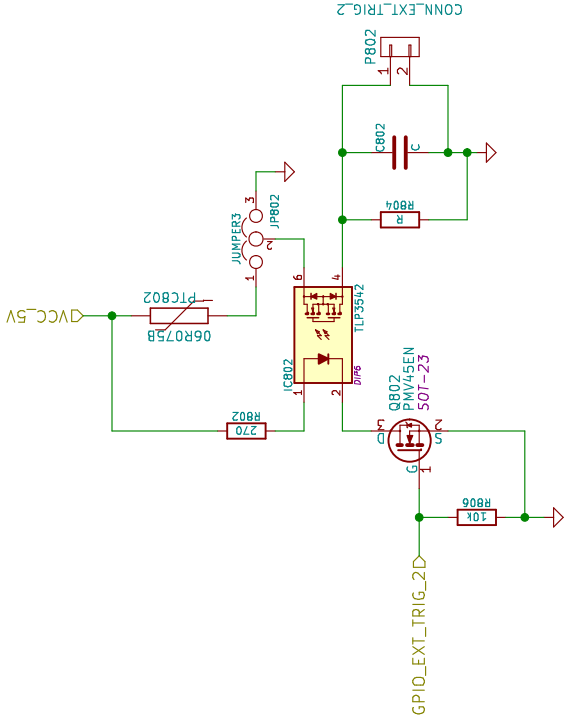 CONN_EXT_TRIG_2
P802
1
2
C802
C
R804
R
3
JP802
JUMPER3
2
1
6
4
PTC802
VCC_5V
06R075B
TLP3542
IC802
DIP6
1
2
R802
270
Q802
PMV45EN
SOT-23
3
D
2
S
G
1
R806
10k
GPIO_EXT_TRIG_2